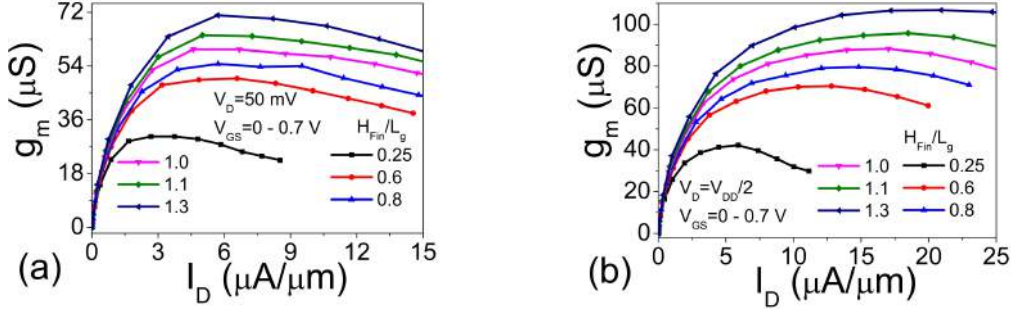 72
54
36
18
0
g_m (μS)
V_D=50 mV
V_GS=0 - 0.7 V
H_Fin/L_g
1.0
1.1
1.3
0.25
0.6
0.8
0 3 6 9 12 15
I_D (μA/μm)
(a)
100
80
60
40
20
0
g_m (μS)
H_Fin/L_g
V_D=V_DD/2
V_GS=0 - 0.7 V
1.0
1.1
1.3
0.25
0.6
0.8
0 5 10 15 20 25
I_D (μA/μm)
(b)